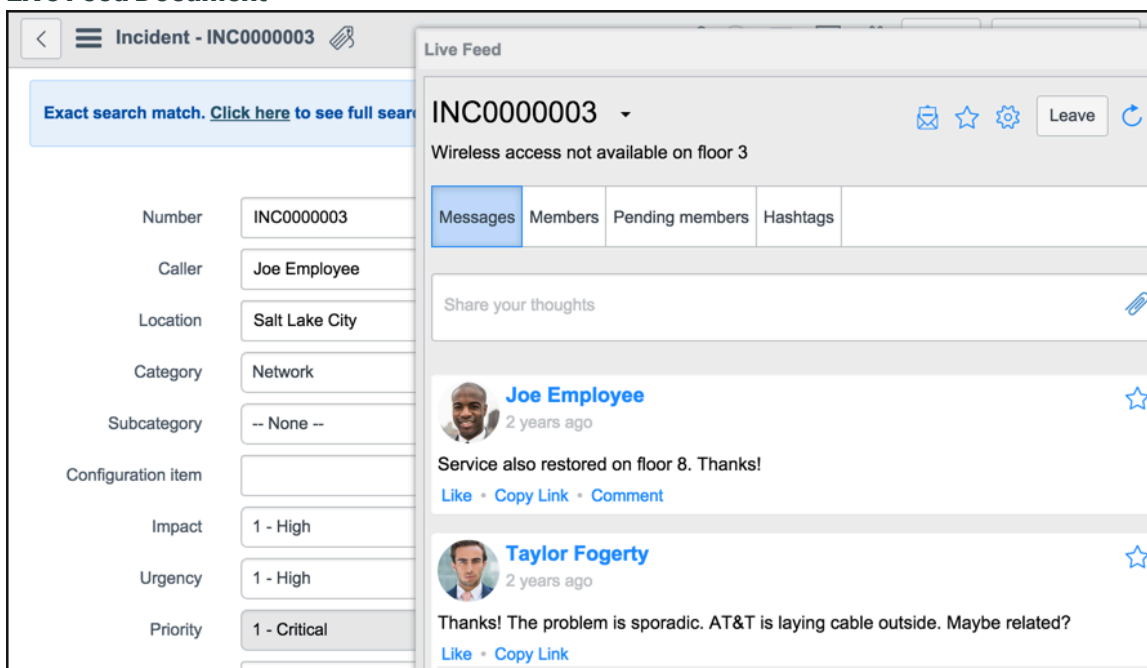 Live Feed Document
Incident - INC0000003
Live Feed
Exact search match. Click here to see full sear
Number
INC0000003
Caller
Joe Employee
Location
Salt Lake City
Category
Network
Subcategory
-- None --
Configuration item
Impact
1 - High
Urgency
1 - High
Priority
1 - Critical
INC0000003
Leave
Wireless access not available on floor 3
Messages
Members
Pending members
Hashtags
Share your thoughts
Joe Employee
2 years ago
Service also restored on floor 8. Thanks!
Like • Copy Link • Comment
Taylor Fogerty
2 years ago
Thanks! The problem is sporadic. AT&T is laying cable outside. Maybe related?
Like • Copy Link